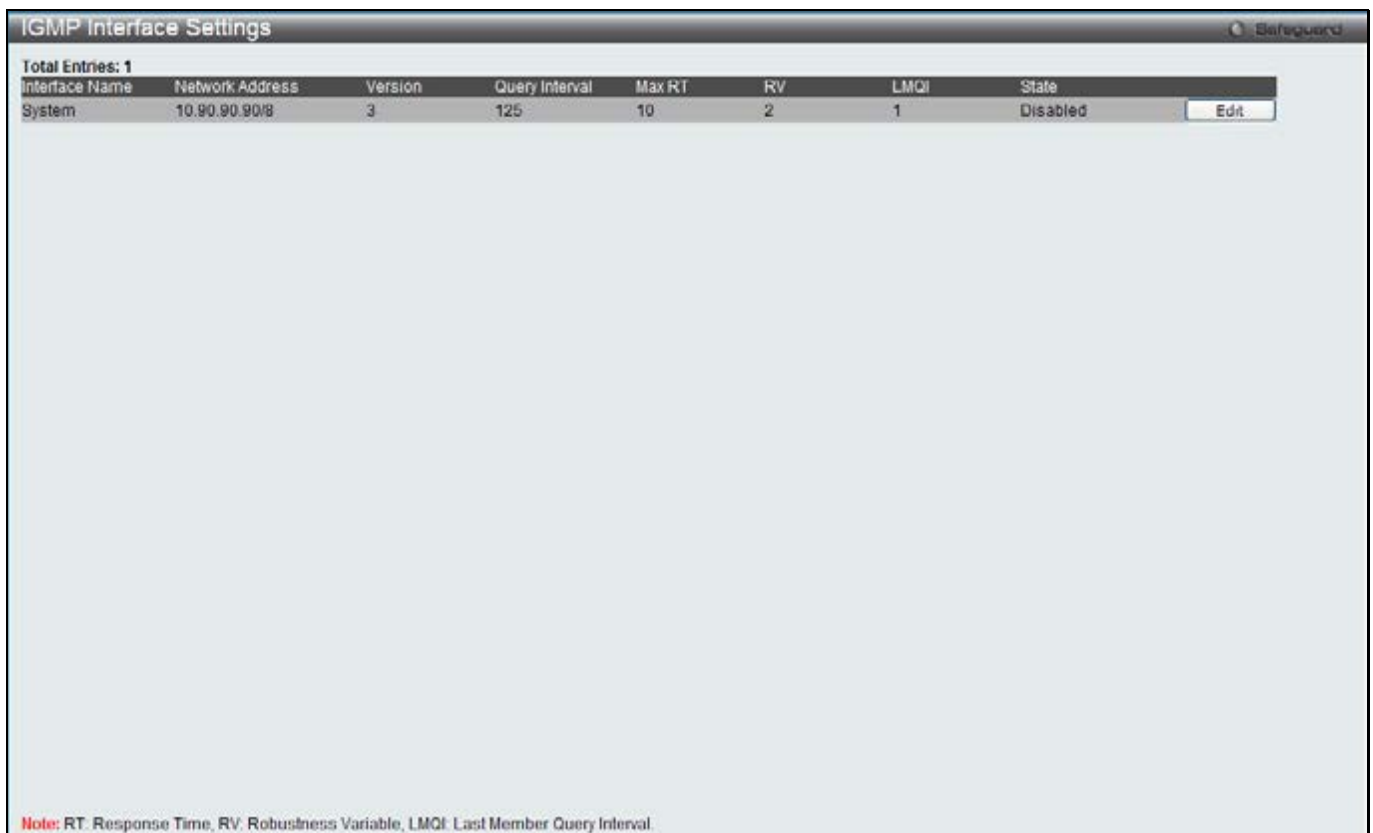 IGMP Interface Settings
Safeguard
Total Entries: 1
Interface Name Network Address Version Query Interval Max RT RV LMQI State
System 10.90.90.90/8 3 125 10 2 1 Disabled Edit
Note: RT: Response Time, RV: Robustness Variable, LMQI: Last Member Query Interval.